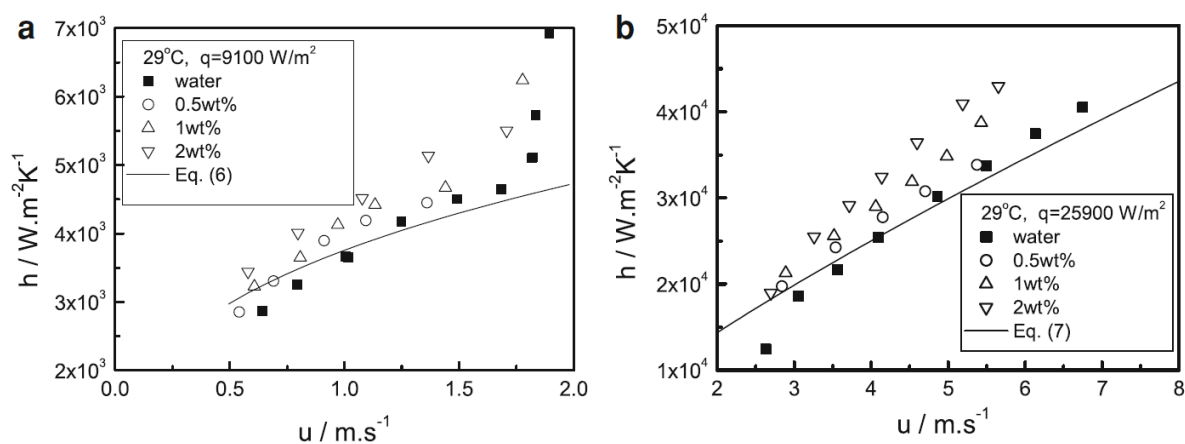 a
7x10³
6x10³
5x10³
4x10³
3x10³
2x10³
h / W.m⁻²K⁻¹
29°C, q=9100 W/m²
water
0.5wt%
1wt%
2wt%
Eq. (6)
0.0 0.5 1.0 1.5 2.0
u / m.s⁻¹
b
5x10⁴
4x10⁴
3x10⁴
2x10⁴
1x10⁴
h / W.m⁻²K⁻¹
29°C, q=25900 W/m²
water
0.5wt%
1wt%
2wt%
Eq. (7)
2 3 4 5 6 7 8
u / m.s⁻¹